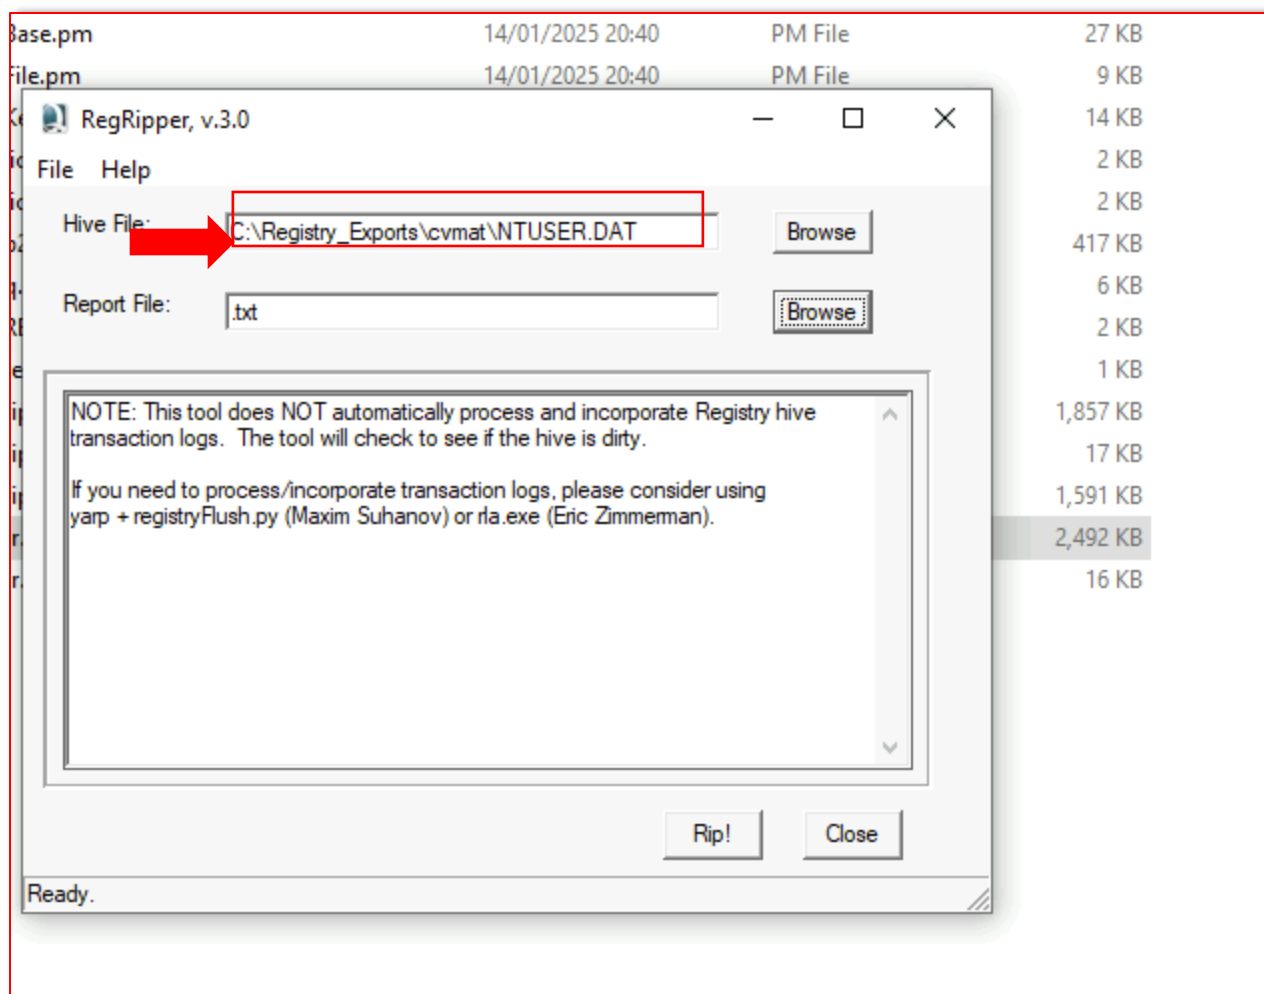 Base.pm 14/01/2025 20:40 PM File 27 KB
File.pm 14/01/2025 20:40 PM File 9 KB
RegRipper, v.3.0
14 KB
File Help
2 KB
2 KB
Hive File: C:\Registry_Exports\cvmat\NTUSER.DAT Browse
417 KB
6 KB
Report File: .txt Browse
2 KB
1 KB
NOTE: This tool does NOT automatically process and incorporate Registry hive
1,857 KB
transaction logs. The tool will check to see if the hive is dirty.
17 KB
If you need to process/incorporate transaction logs, please consider using
1,591 KB
yarp + registryFlush.py (Maxim Suhanov) or rla.exe (Eric Zimmerman).
2,492 KB
16 KB
Rip! Close
Ready.